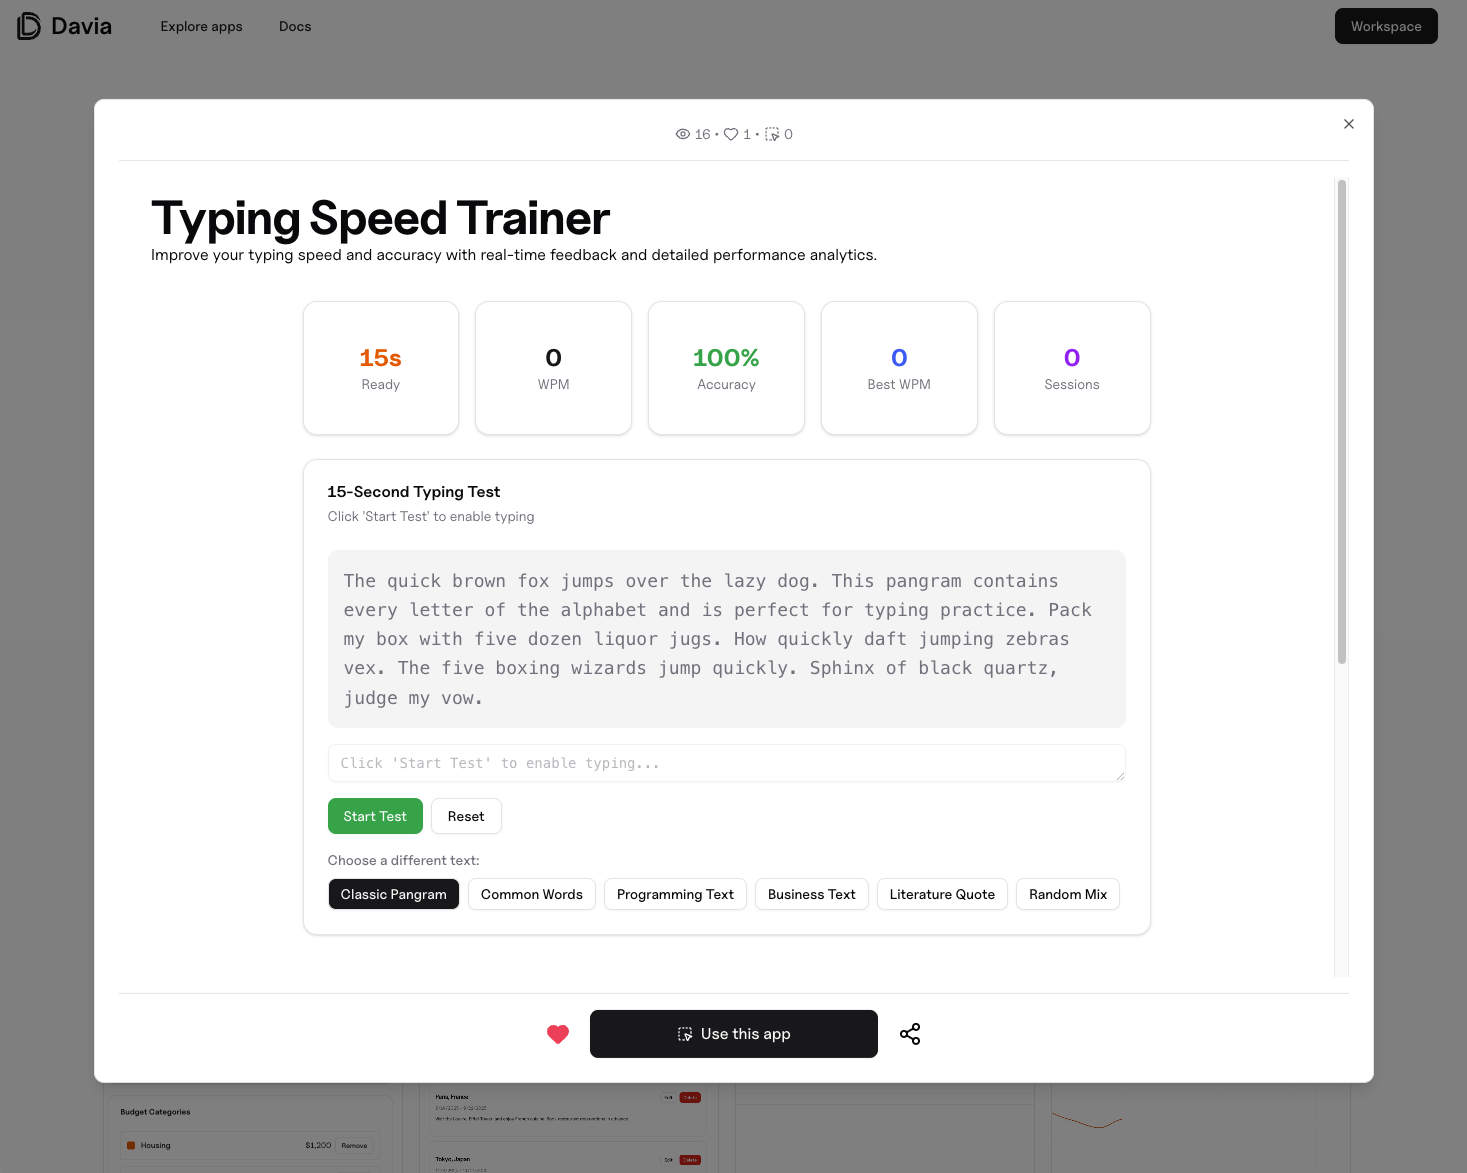 Davia
Explore apps
Docs
Workspace
16 • 1 • 0
Typing Speed Trainer
Improve your typing speed and accuracy with real-time feedback and detailed performance analytics.
15s
Ready
0
WPM
100%
Accuracy
0
Best WPM
0
Sessions
15-Second Typing Test
Click 'Start Test' to enable typing
The quick brown fox jumps over the lazy dog. This pangram contains
every letter of the alphabet and is perfect for typing practice. Pack
my box with five dozen liquor jugs. How quickly daft jumping zebras
vex. The five boxing wizards jump quickly. Sphinx of black quartz,
judge my vow.
Click 'Start Test' to enable typing...
Start Test
Reset
Choose a different text:
Classic Pangram
Common Words
Programming Text
Business Text
Literature Quote
Random Mix
Use this app
Budget Categories
Housing
$1,200
Remove
Paris, France
Edit
Delete
Tokyo, Japan
Edit
Delete